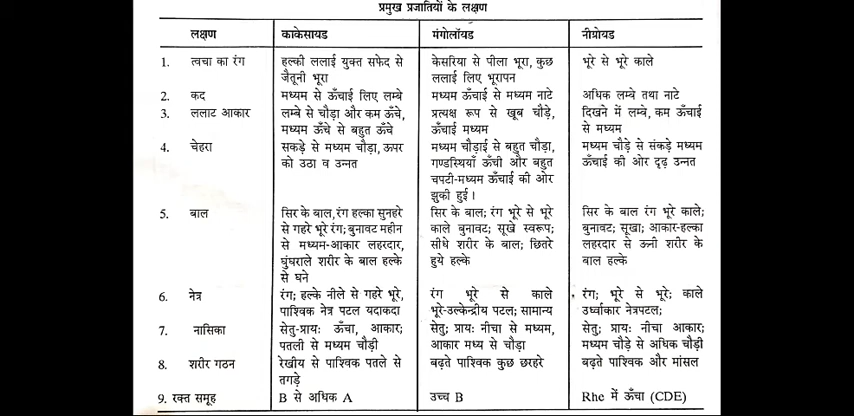 प्रमुख प्रजातियों के लक्षण
लक्षण काकेसायड मंगोलॉयड नीग्रोयड
1. त्वचा का रंग हल्की ललाई युक्त सफेद से केसरिया से पीला भूरा, कुछ भूरे से भूरे काले
जैतूनी भूरा ललाई लिए भूरापन
2. कद मध्यम से ऊँचाई लिए लम्बे मध्यम ऊँचाई से मध्यम नाटे अधिक लम्बे तथा नाटे
3. ललाट आकार लम्बे से चौड़ा और कम ऊँचे, प्रत्यक्ष रूप से खूब चौड़े, दिखने में लम्बे, कम ऊँचाई
मध्यम ऊँचे से बहुत ऊँचे ऊँचाई मध्यम से मध्यम
4. चेहरा सकड़े से मध्यम चौड़ा, ऊपर मध्यम चौड़ाई से बहुत चौड़ा, मध्यम चौड़े से संकड़े मध्यम
को उठा व उन्नत गण्डस्थियाँ ऊँची और बहुत ऊँचाई की ओर दृढ़ उन्नत
चपटी-मध्यम ऊँचाई की ओर
झुकी हुई।
5. बाल सिर के बाल, रंग हल्का सुनहरे सिर के बाल; रंग भूरे से भूरे सिर के बाल रंग भूरे काले;
से गहरे भूरे रंग; बुनावट महीन काले बुनावट; सूखे स्वरूप; बुनावट; सूखा; आकार-हल्का
से मध्यम-आकार लहरदार, सीधे शरीर के बाल; छितरे लहरदार से ऊनी शरीर के
घुंघराले शरीर के बाल हल्के हुये हल्के बाल हल्के
से घने
6. नेत्र रंग; हल्के नीले से गहरे भूरे, रंग भूरे से काले रंग; भूरे से भूरे; काले
पाश्विक नेत्र पटल यदाकदा भूरे-उल्केन्द्रीय पटल; सामान्य उर्ध्वाकार नेत्रपटल;
7. नासिका सेतु-प्रायः ऊँचा, आकार; सेतु; प्रायः नीचा से मध्यम, सेतु; प्रायः नीचा आकार;
पतली से मध्यम चौड़ी आकार मध्य से चौड़ा मध्यम चौड़े से अधिक चौड़ी
8. शरीर गठन रेखीय से पाश्विक पतले से बढ़ते पाश्विक कुछ छरहरे बढ़ते पाश्विक और मांसल
तगड़े
9. रक्त समूह B से अधिक A उच्च B Rhe में ऊँचा (CDE)